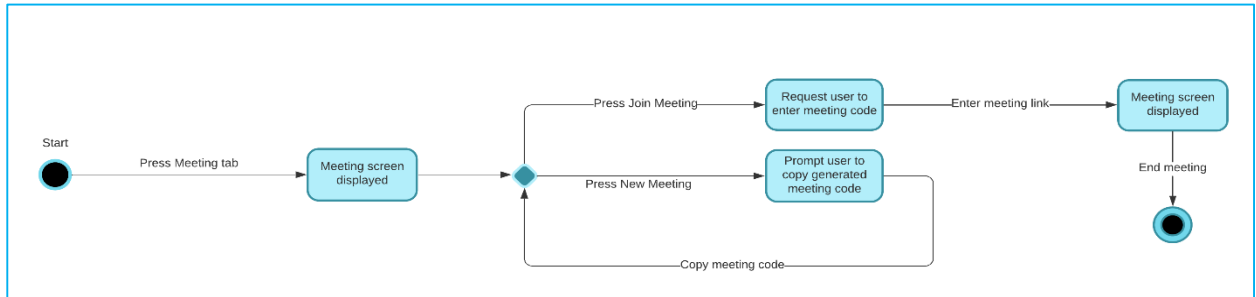 Start
Press Meeting tab
Meeting screen
displayed
Press Join Meeting
Request user to
enter meeting code
Enter meeting link
Meeting screen
displayed
Press New Meeting
Prompt user to
copy generated
meeting code
Copy meeting code
End meeting